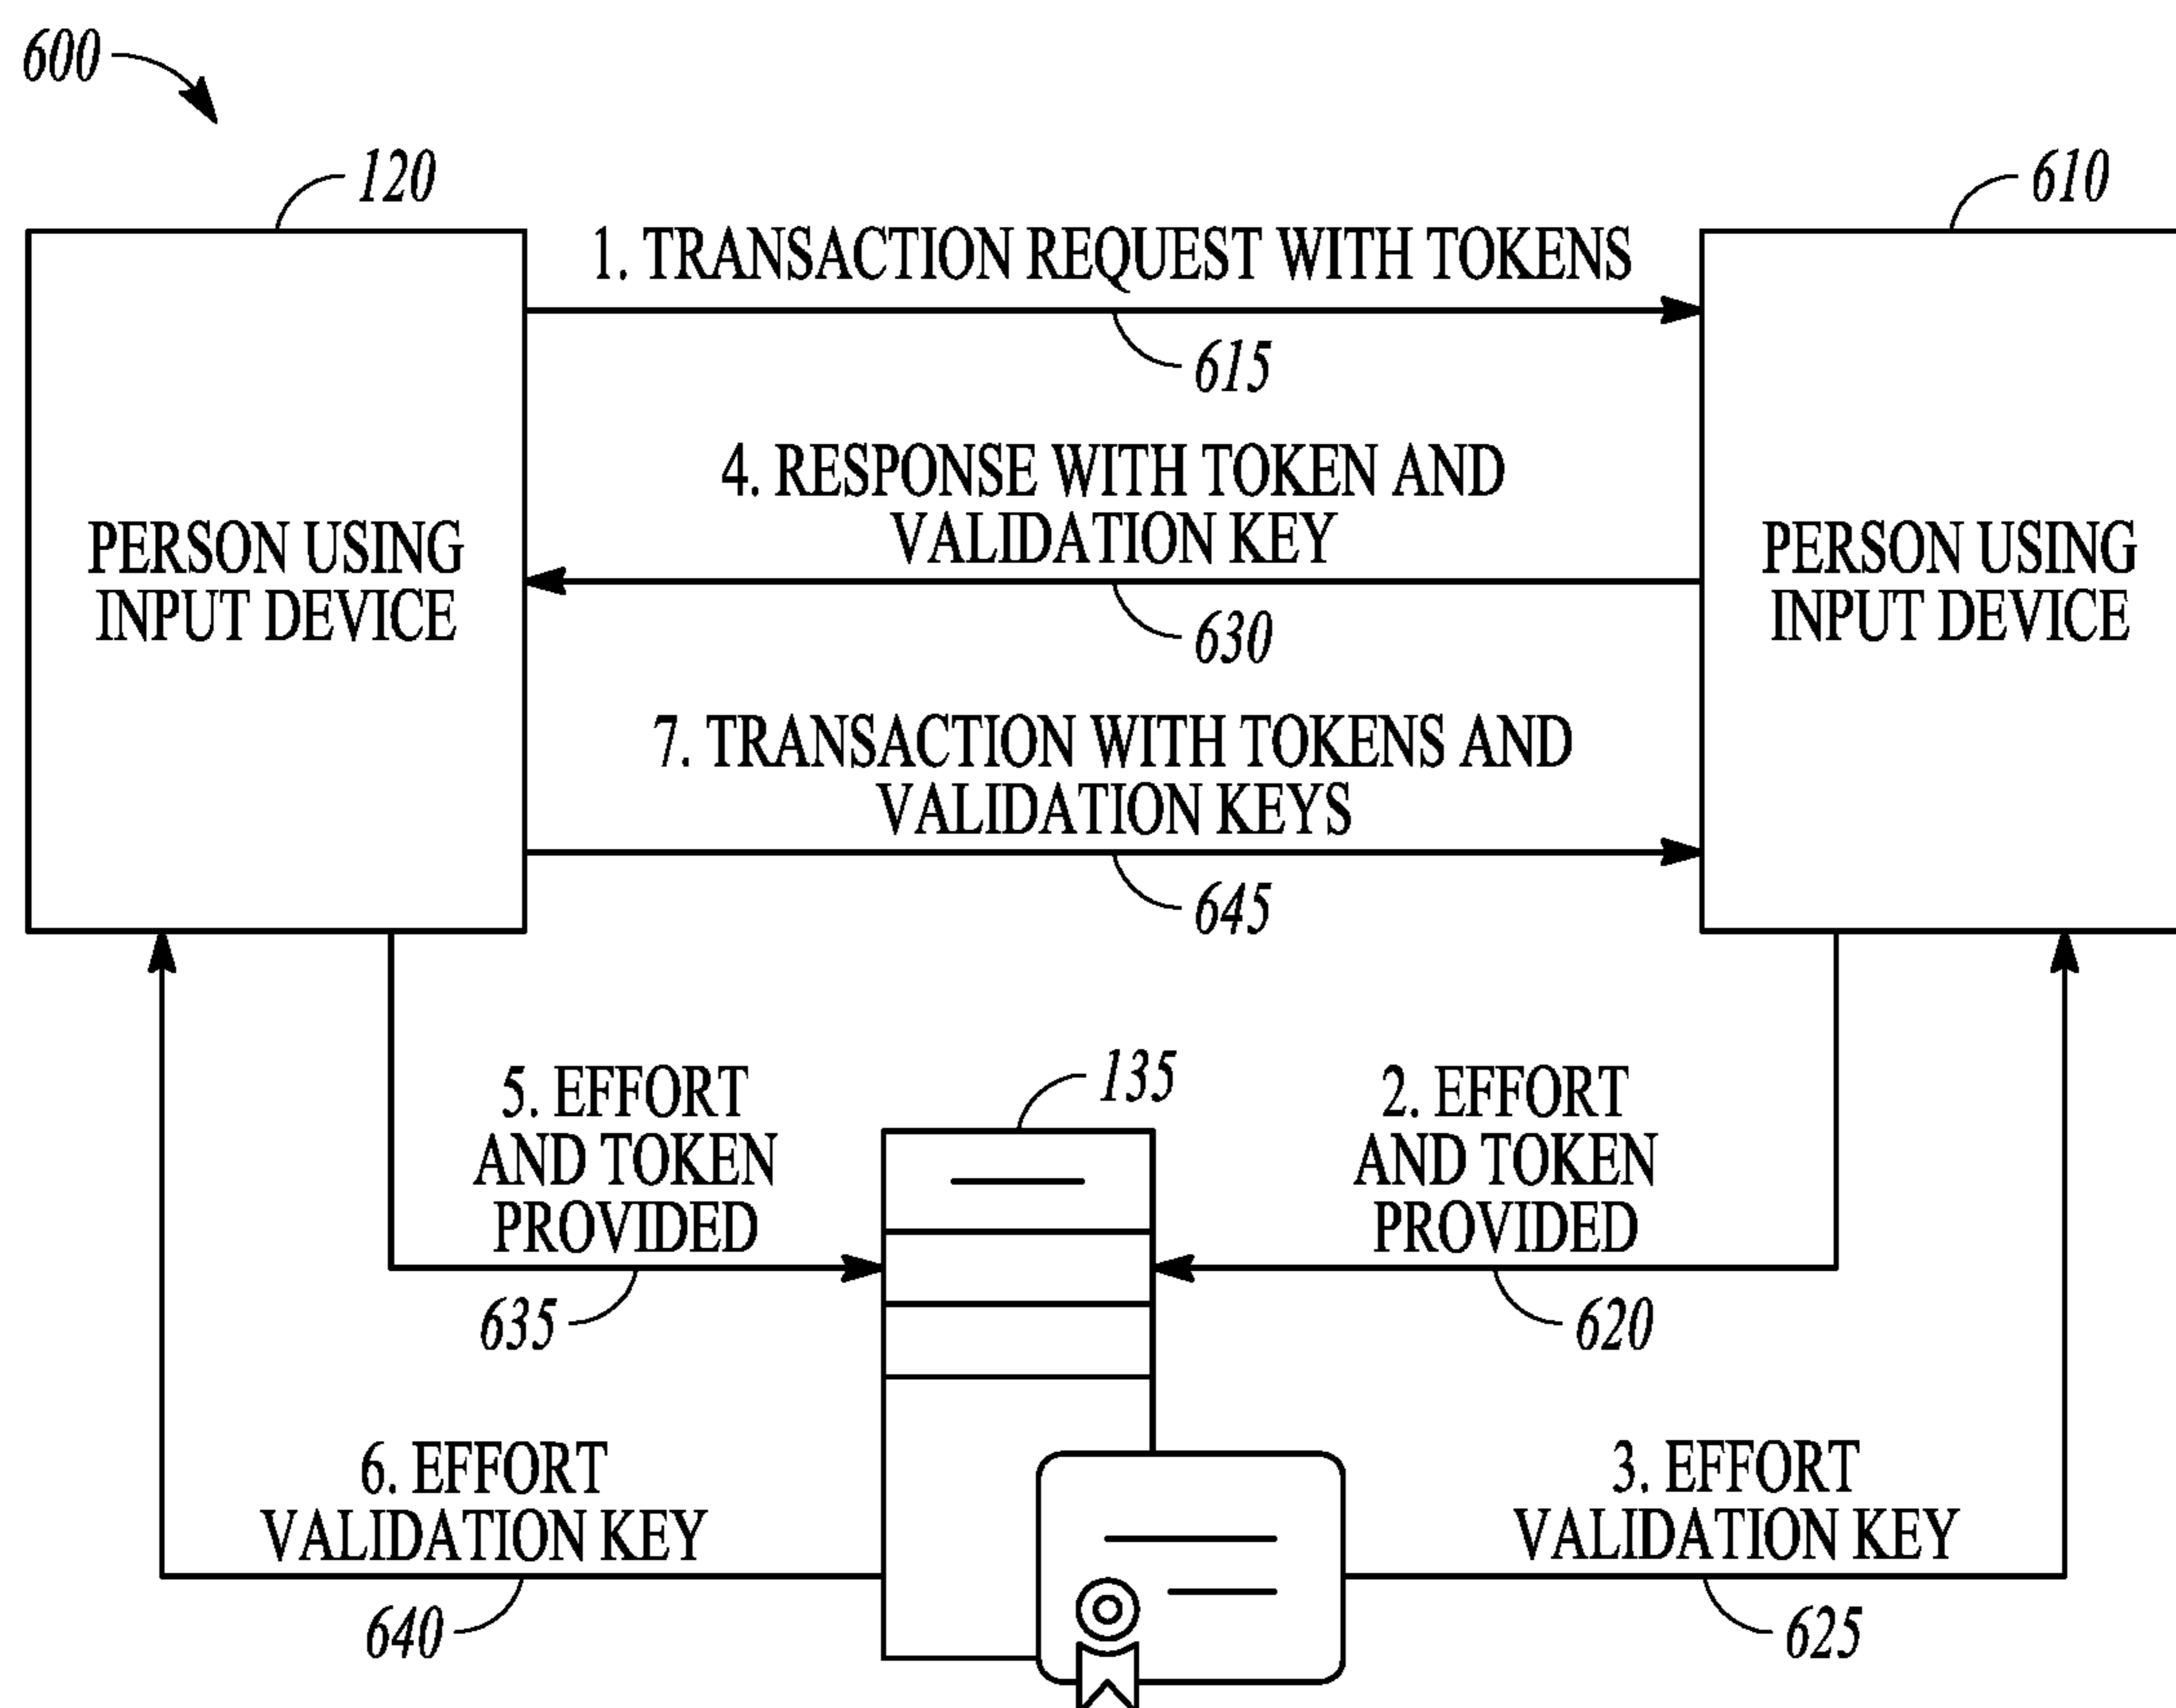 600
120
610
1. TRANSACTION REQUEST WITH TOKENS
615
4. RESPONSE WITH TOKEN AND
VALIDATION KEY
630
PERSON USING
INPUT DEVICE
PERSON USING
INPUT DEVICE
7. TRANSACTION WITH TOKENS AND
VALIDATION KEYS
645
135
5. EFFORT
AND TOKEN
PROVIDED
635
2. EFFORT
AND TOKEN
PROVIDED
620
6. EFFORT
VALIDATION KEY
640
3. EFFORT
VALIDATION KEY
625